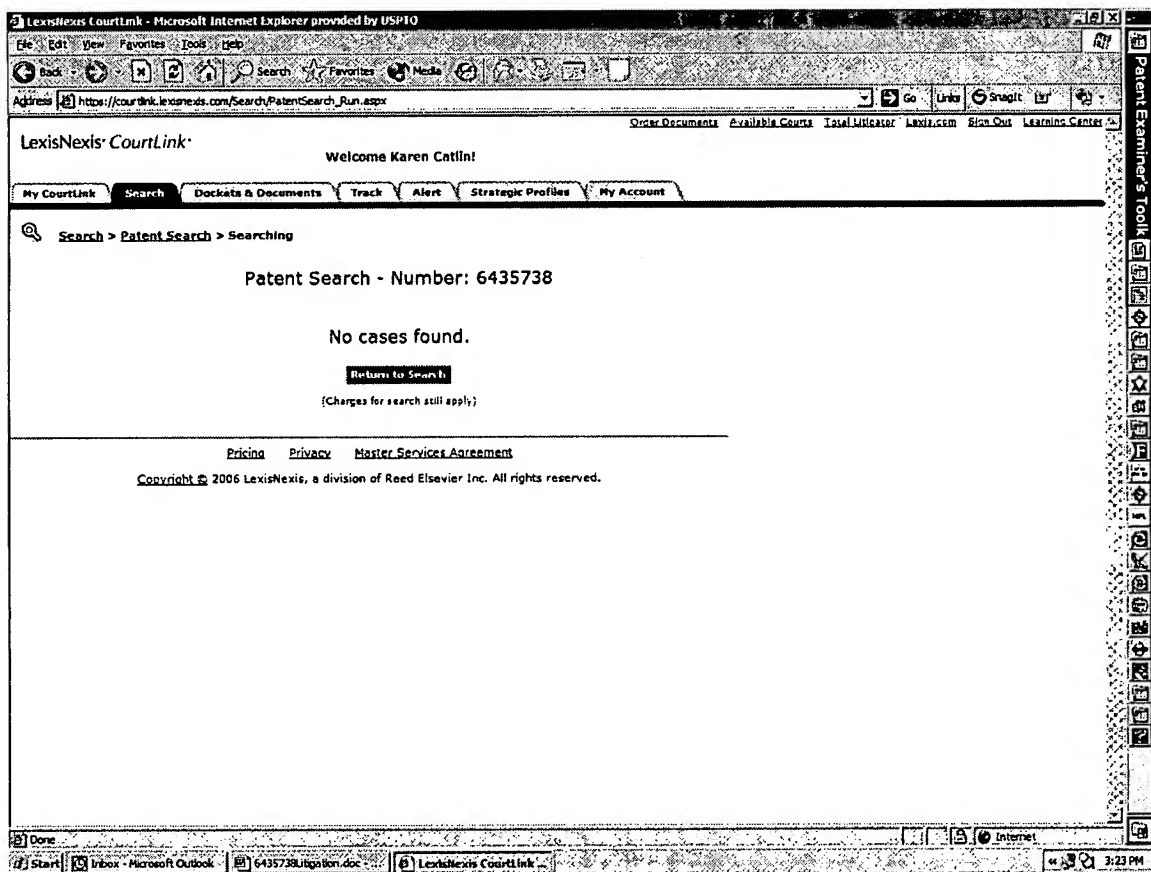 LexisNexis CourtLink - Microsoft Internet Explorer provided by USPTO
File Edit View Favorites Tools Help
Back Search Favorites Media
Address https://courtlink.lexisnexis.com/Search/PatentSearch_Run.aspx Go Links SnagIt
Order Documents Available Courts Total Litigator Lexis.com Sign Out Learning Center
LexisNexis CourtLink
Welcome Karen Catlin!
My CourtLink Search Dockets & Documents Track Alert Strategic Profiles My Account
Search > Patent Search > Searching
Patent Search - Number: 6435738
No cases found.
Return to Search
(Charges for search still apply)
Pricing Privacy Master Services Agreement
Copyright © 2006 LexisNexis, a division of Reed Elsevier Inc. All rights reserved.
Patent Examiner's Toolk
Done Internet
Start Inbox - Microsoft Outlook 6435738Litigation.doc - ... LexisNexis CourtLink ... 3:23 PM